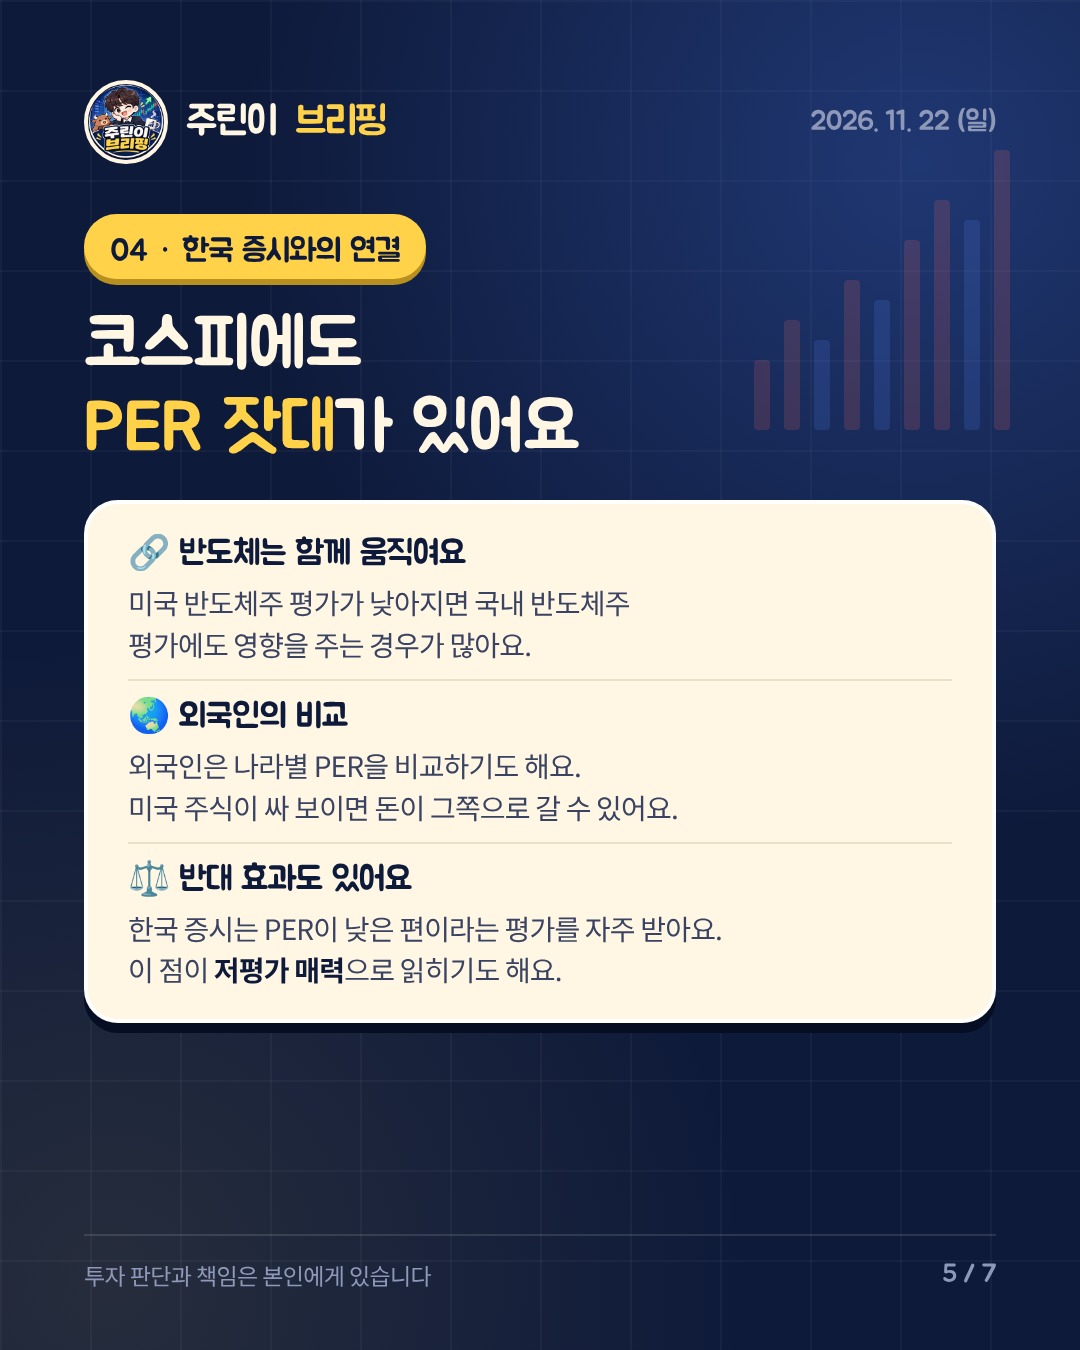 주린이 브리핑
주린이 브리핑
2026. 11. 22 (일)
04 · 한국 증시와의 연결
코스피에도
PER 잣대가 있어요
반도체는 함께 움직여요
미국 반도체주 평가가 낮아지면 국내 반도체주
평가에도 영향을 주는 경우가 많아요.
외국인의 비교
외국인은 나라별 PER을 비교하기도 해요.
미국 주식이 싸 보이면 돈이 그쪽으로 갈 수 있어요.
반대 효과도 있어요
한국 증시는 PER이 낮은 편이라는 평가를 자주 받아요.
이 점이 저평가 매력으로 읽히기도 해요.
투자 판단과 책임은 본인에게 있습니다
5 / 7